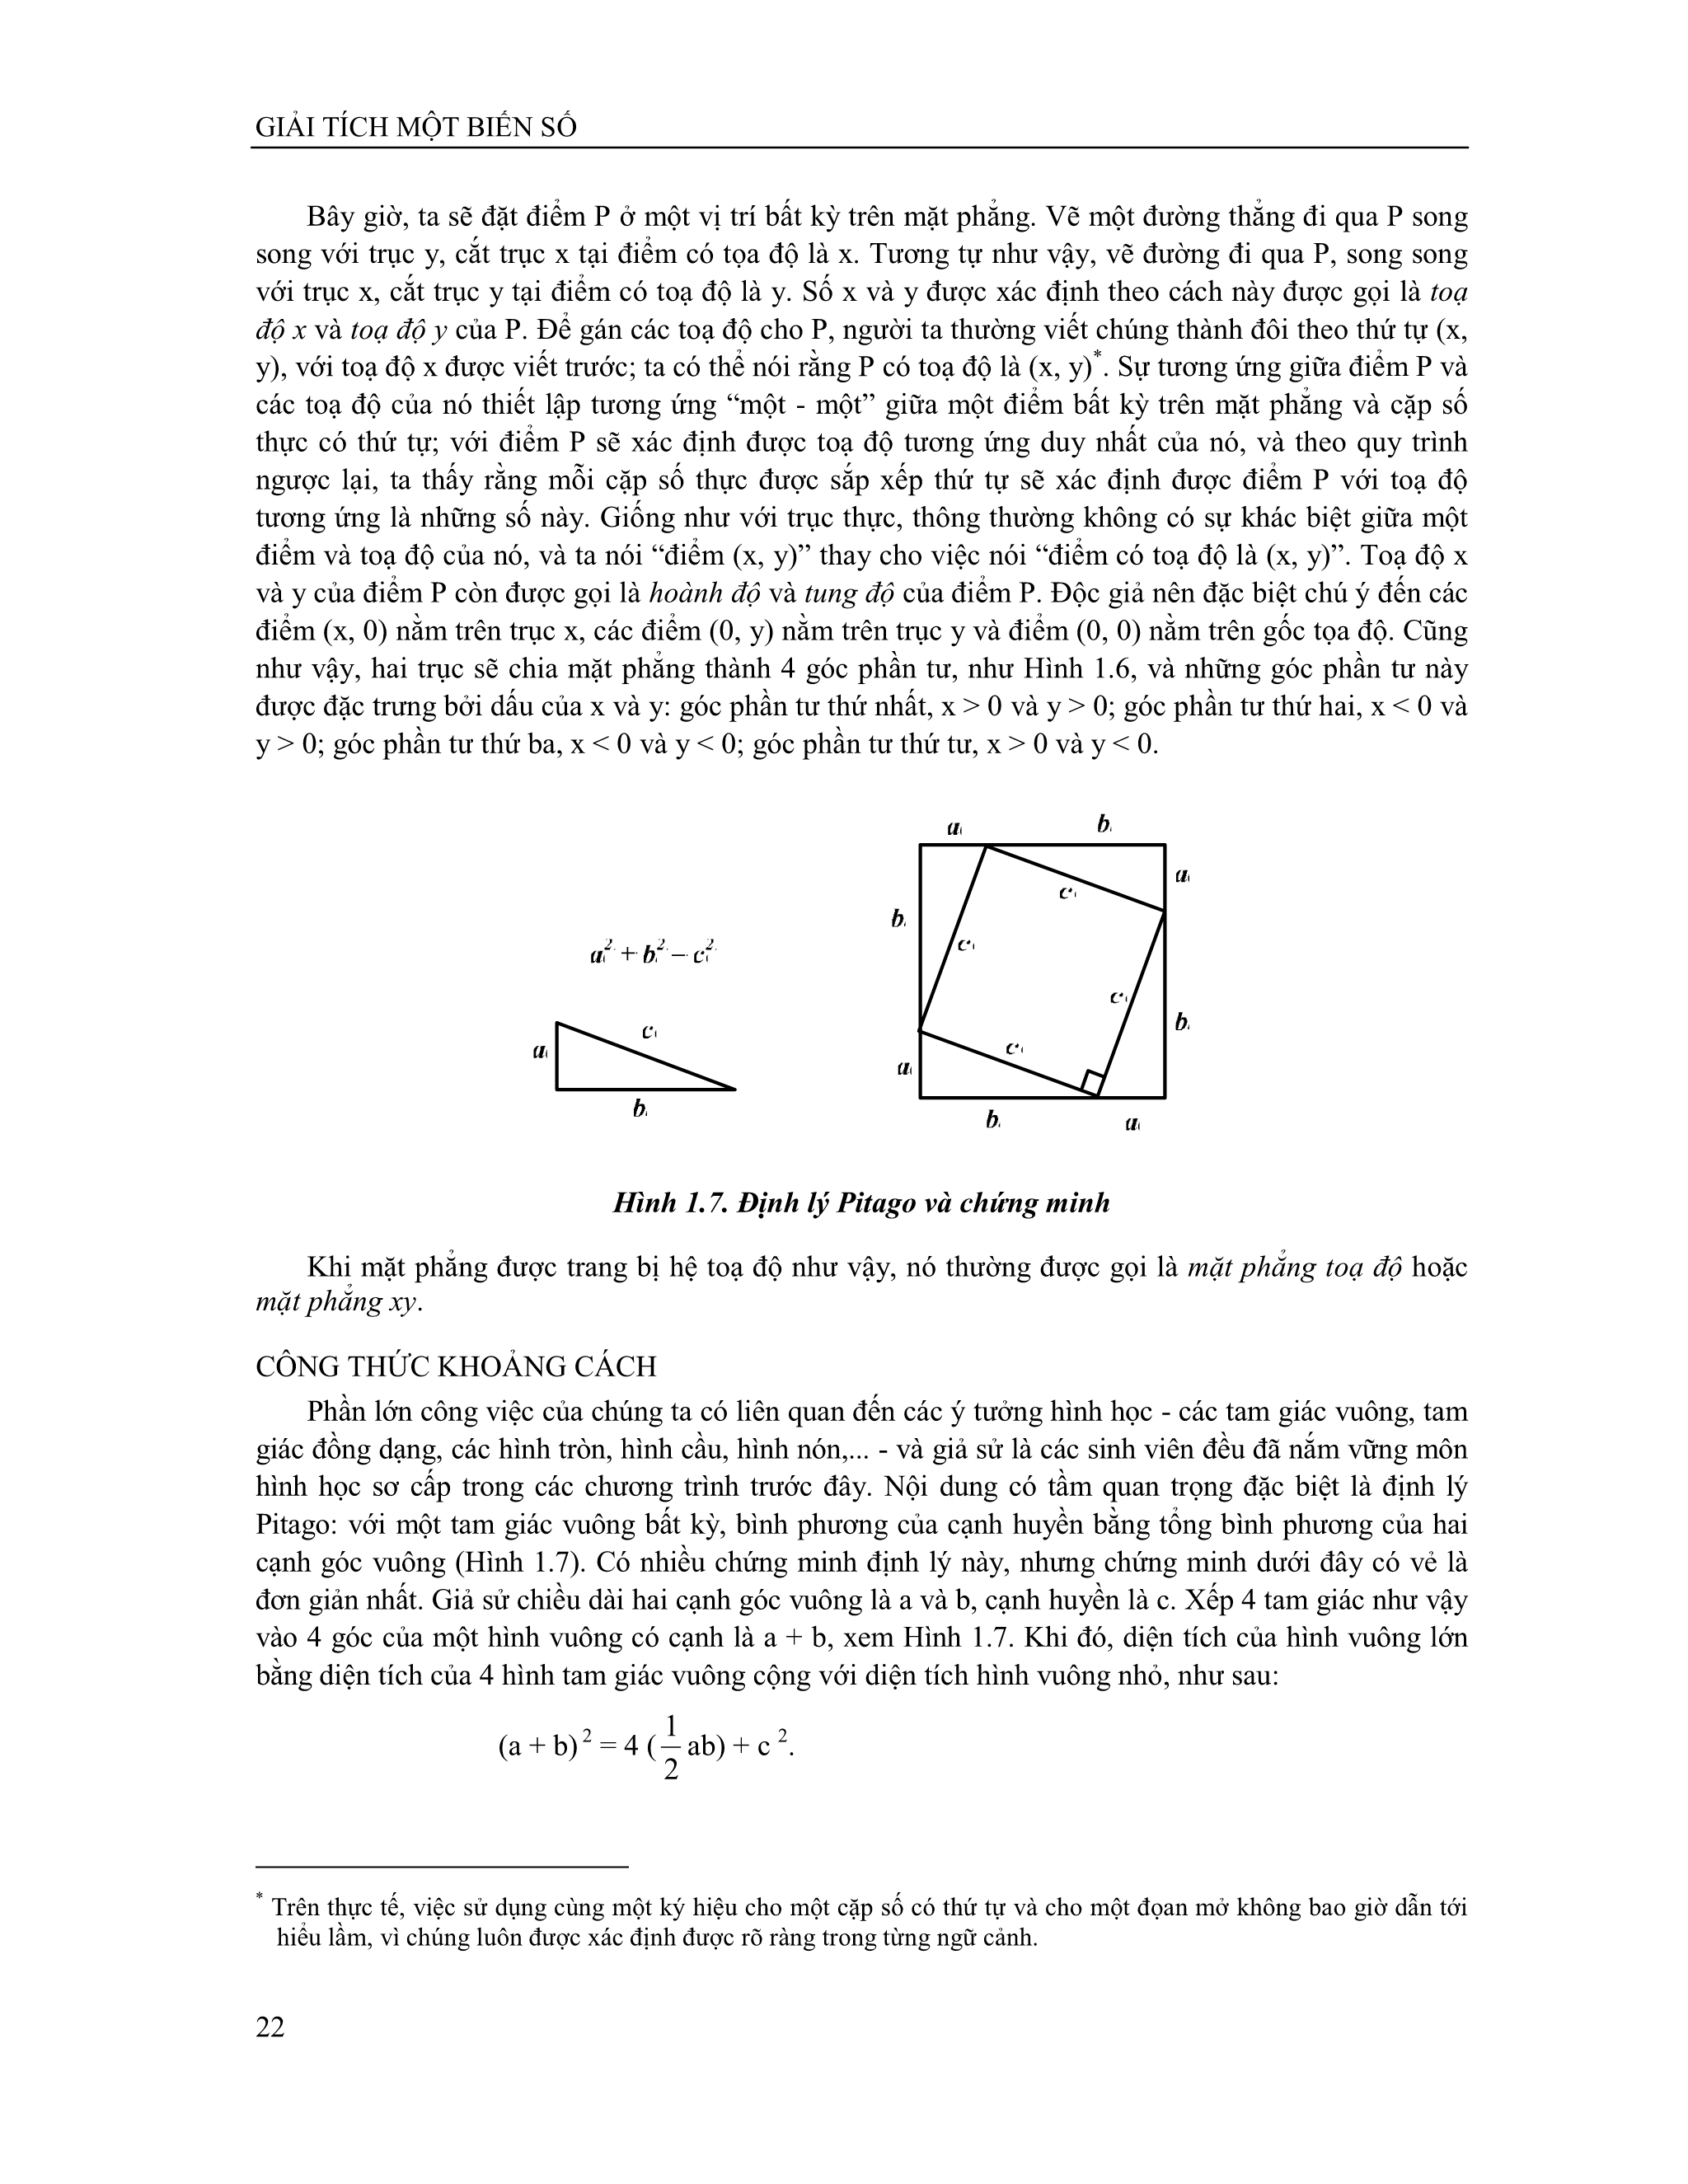 GIẢI TÍCH MỘT BIẾN SỐ
Bây giờ, ta sẽ đặt điểm P ở một vị trí bất kỳ trên mặt phẳng. Vẽ một đường thẳng đi qua P song
song với trục y, cắt trục x tại điểm có tọa độ là x. Tương tự như vậy, vẽ đường đi qua P, song song
với trục x, cắt trục y tại điểm có toạ độ là y. Số x và y được xác định theo cách này được gọi là toạ
độ x và toạ độ y của P. Để gán các toạ độ cho P, người ta thường viết chúng thành đôi theo thứ tự (x,
y), với toạ độ x được viết trước; ta có thể nói rằng P có toạ độ là (x, y)*. Sự tương ứng giữa điểm P và
các toạ độ của nó thiết lập tương ứng “một - một” giữa một điểm bất kỳ trên mặt phẳng và cặp số
thực có thứ tự; với điểm P sẽ xác định được toạ độ tương ứng duy nhất của nó, và theo quy trình
ngược lại, ta thấy rằng mỗi cặp số thực được sắp xếp thứ tự sẽ xác định được điểm P với toạ độ
tương ứng là những số này. Giống như với trục thực, thông thường không có sự khác biệt giữa một
điểm và toạ độ của nó, và ta nói “điểm (x, y)” thay cho việc nói “điểm có toạ độ là (x, y)”. Toạ độ x
và y của điểm P còn được gọi là hoành độ và tung độ của điểm P. Độc giả nên đặc biệt chú ý đến các
điểm (x, 0) nằm trên trục x, các điểm (0, y) nằm trên trục y và điểm (0, 0) nằm trên gốc tọa độ. Cũng
như vậy, hai trục sẽ chia mặt phẳng thành 4 góc phần tư, như Hình 1.6, và những góc phần tư này
được đặc trưng bởi dấu của x và y: góc phần tư thứ nhất, x > 0 và y > 0; góc phần tư thứ hai, x < 0 và
y > 0; góc phần tư thứ ba, x < 0 và y < 0; góc phần tư thứ tư, x > 0 và y < 0.
a b
a
c
b
a² + b² – c²
c
c
c
b
a
c
a
b
b a
Hình 1.7. Định lý Pitago và chứng minh
Khi mặt phẳng được trang bị hệ toạ độ như vậy, nó thường được gọi là mặt phẳng toạ độ hoặc
mặt phẳng xy.
CÔNG THỨC KHOẢNG CÁCH
Phần lớn công việc của chúng ta có liên quan đến các ý tưởng hình học - các tam giác vuông, tam
giác đồng dạng, các hình tròn, hình cầu, hình nón,... - và giả sử là các sinh viên đều đã nắm vững môn
hình học sơ cấp trong các chương trình trước đây. Nội dung có tầm quan trọng đặc biệt là định lý
Pitago: với một tam giác vuông bất kỳ, bình phương của cạnh huyền bằng tổng bình phương của hai
cạnh góc vuông (Hình 1.7). Có nhiều chứng minh định lý này, nhưng chứng minh dưới đây có vẻ là
đơn giản nhất. Giả sử chiều dài hai cạnh góc vuông là a và b, cạnh huyền là c. Xếp 4 tam giác như vậy
vào 4 góc của một hình vuông có cạnh là a + b, xem Hình 1.7. Khi đó, diện tích của hình vuông lớn
bằng diện tích của 4 hình tam giác vuông cộng với diện tích hình vuông nhỏ, như sau:
(a + b)² = 4 (1/2 ab) + c².
* Trên thực tế, việc sử dụng cùng một ký hiệu cho một cặp số có thứ tự và cho một đọan mở không bao giờ dẫn tới
hiểu lầm, vì chúng luôn được xác định được rõ ràng trong từng ngữ cảnh.
22